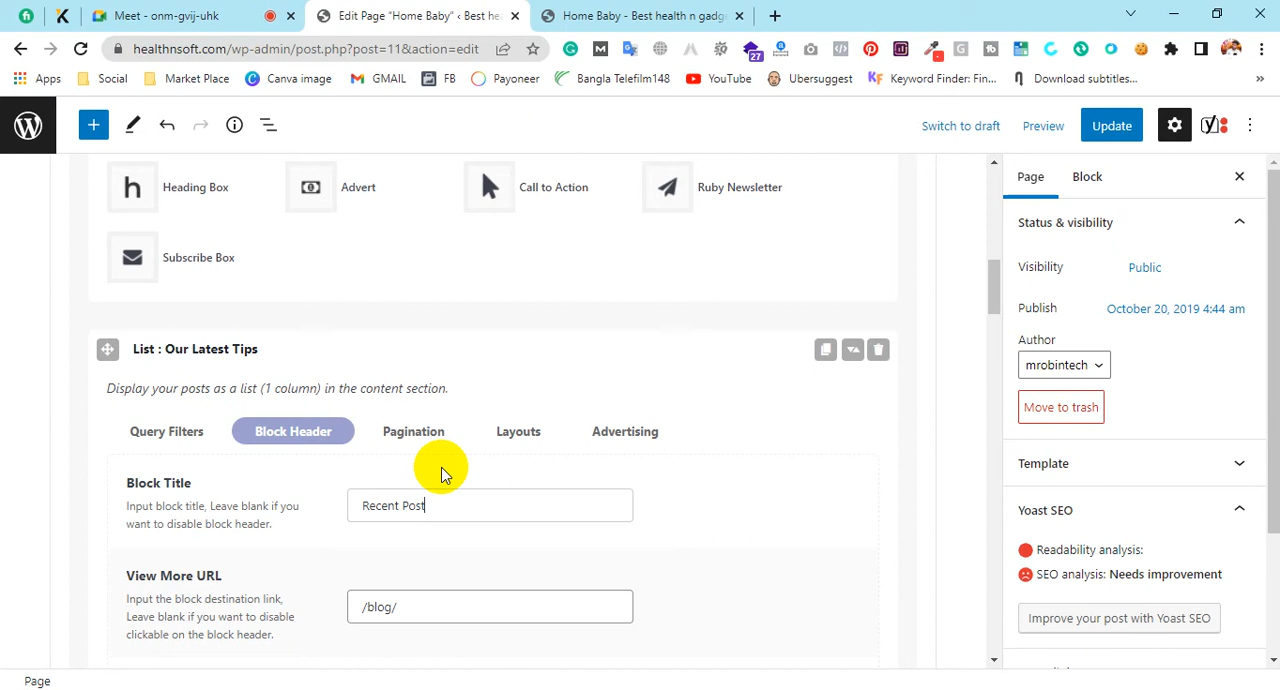 Meet - onm-gvij-uhk
Edit Page “Home Baby” ‹ Best he
Home Baby - Best health n gadg
healthnsoft.com/wp-admin/post.php?post=11&action=edit
27
Apps
Social
Market Place
Canva image
GMAIL
FB
Payoneer
Bangla Telefilm148
YouTube
Ubersuggest
Keyword Finder: Fin...
Download subtitles...
»
Switch to draft
Preview
Update
Heading Box
Advert
Call to Action
Ruby Newsletter
Subscribe Box
List : Our Latest Tips
Display your posts as a list (1 column) in the content section.
Query Filters
Block Header
Pagination
Layouts
Advertising
Block Title
Input block title, Leave blank if you
want to disable block header.
Recent Post
View More URL
Input the block destination link,
Leave blank if you want to disable
clickable on the block header.
/blog/
Page
Block
Status & visibility
Visibility
Public
Publish
October 20, 2019 4:44 am
Author
mrobintech
Move to trash
Template
Yoast SEO
Readability analysis:
SEO analysis: Needs improvement
Improve your post with Yoast SEO
Page